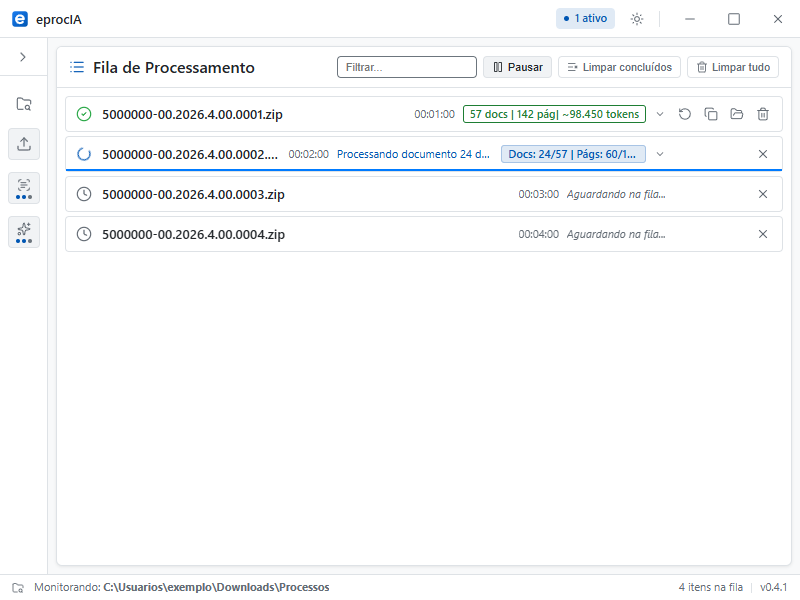 eprocIA
1 ativo
Fila de Processamento
Filtrar...
Pausar
Limpar concluídos
Limpar tudo
5000000-00.2026.4.00.0001.zip 00:01:00 57 docs | 142 pág| ~98.450 tokens
5000000-00.2026.4.00.0002.... 00:02:00 Processando documento 24 d... Docs: 24/57 | Págs: 60/1...
5000000-00.2026.4.00.0003.zip 00:03:00 Aguardando na fila...
5000000-00.2026.4.00.0004.zip 00:04:00 Aguardando na fila...
Monitorando: C:\Usuarios\exemplo\Downloads\Processos
4 itens na fila
v0.4.1